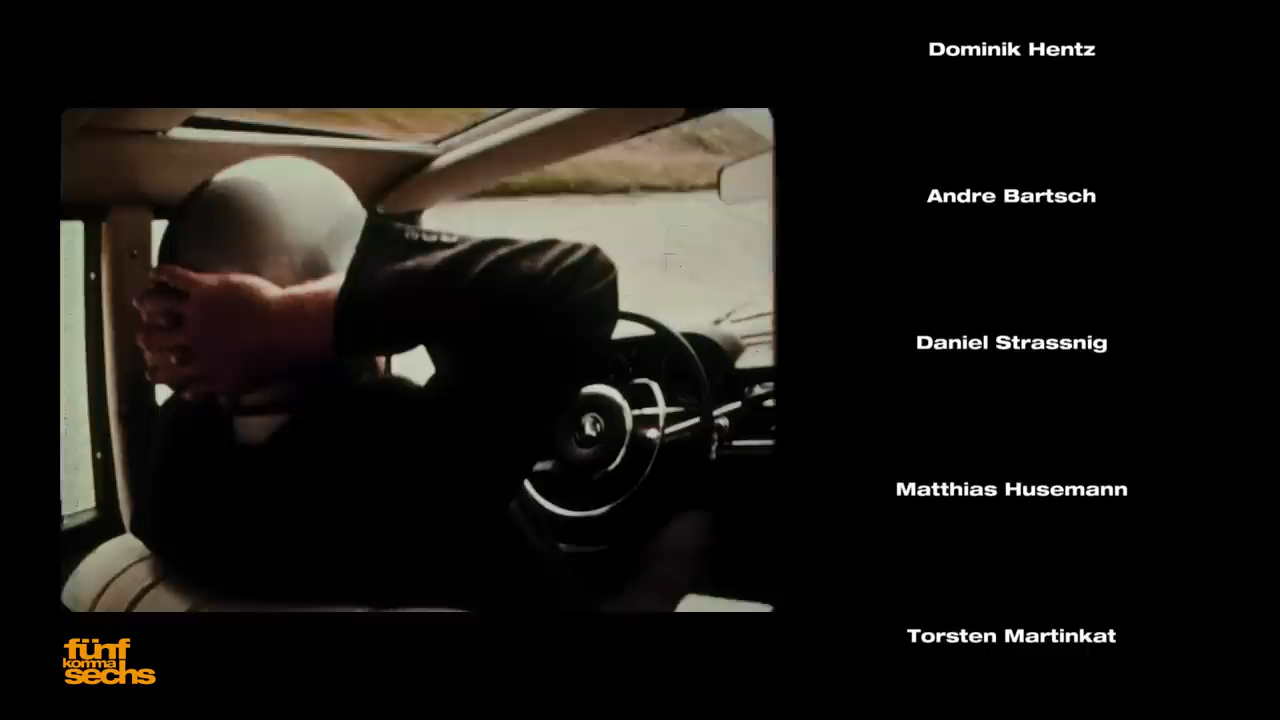 Dominik Hentz
Andre Bartsch
Daniel Strassnig
Matthias Husemann
Torsten Martinkat
fünf
komma
sechs